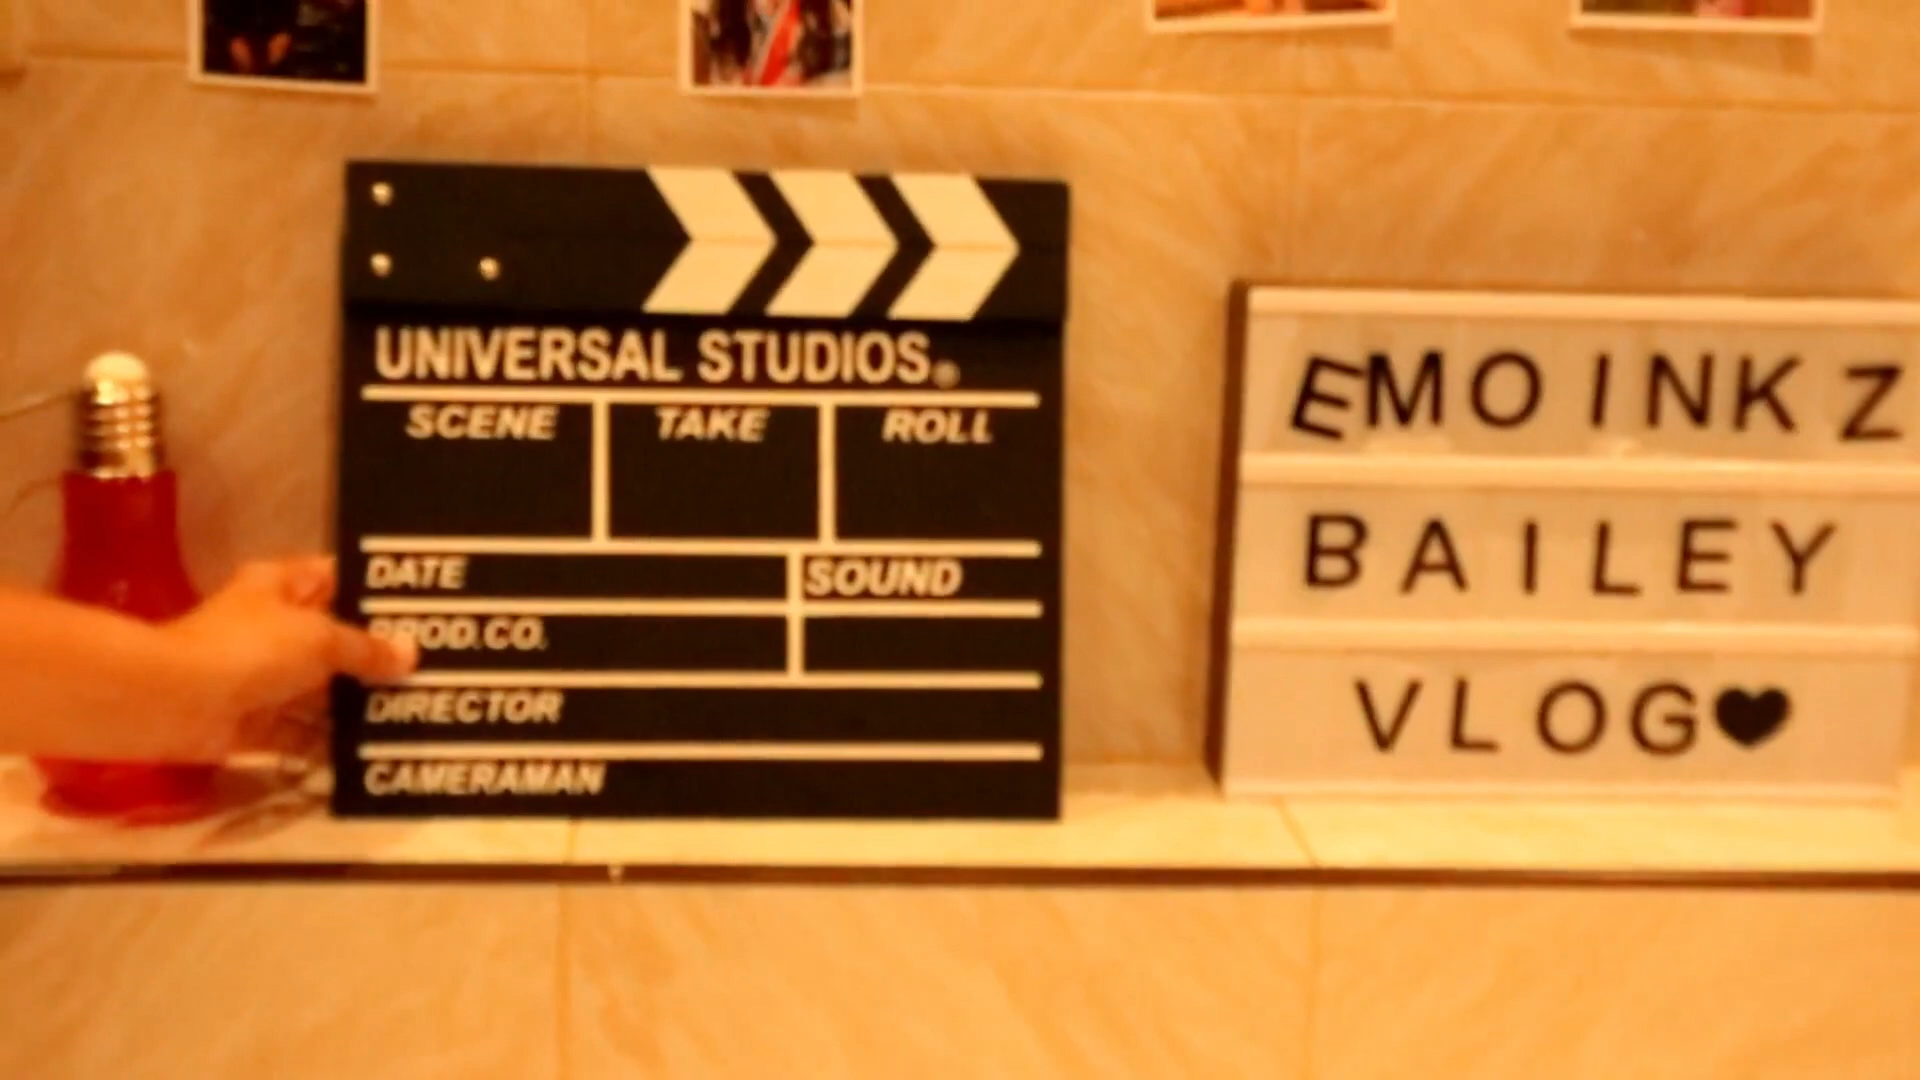 UNIVERSAL STUDIOS®
SCENE TAKE ROLL
DATE SOUND
PROD.CO.
DIRECTOR
CAMERAMAN
EMOINKZ
BAILEY
VLOG♥